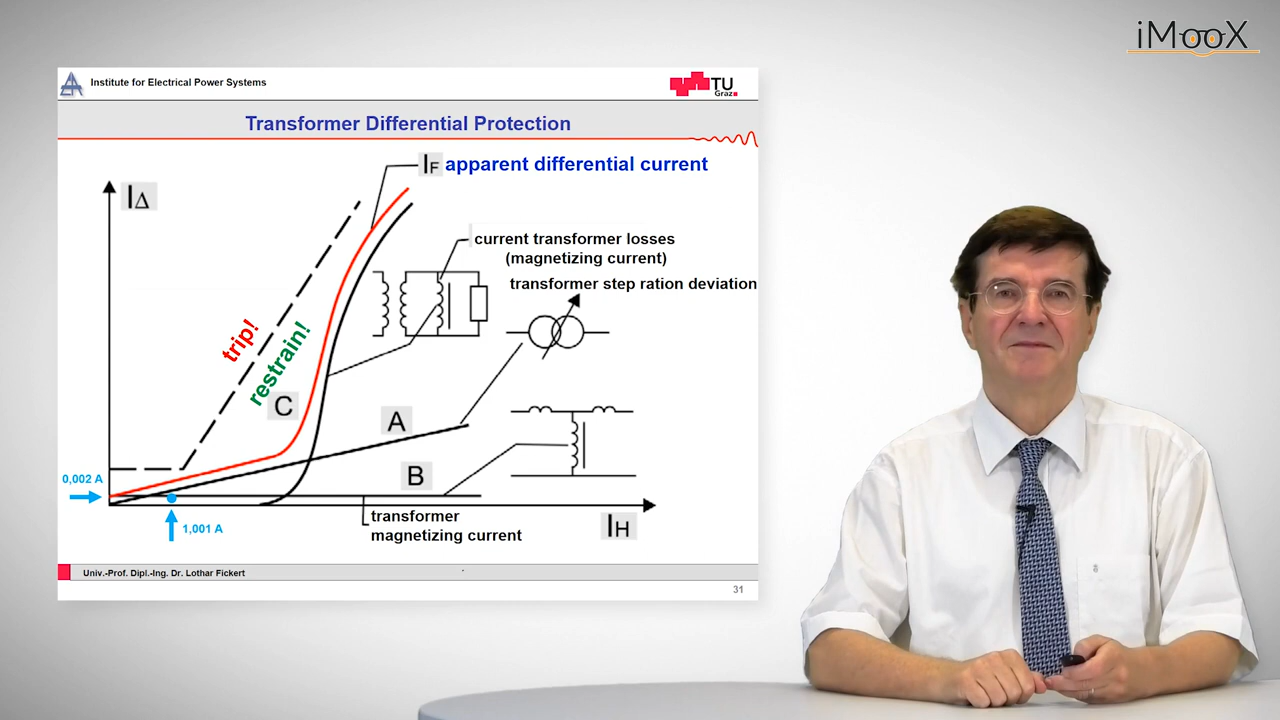 iMooX
Institute for Electrical Power Systems
TU
Graz
Transformer Differential Protection
IF apparent differential current
IΔ
current transformer losses
(magnetizing current)
transformer step ration deviation
trip!
restrain!
C
A
B
0,002 A
1,001 A
transformer
magnetizing current
IH
Univ.-Prof. Dipl.-Ing. Dr. Lothar Fickert
31